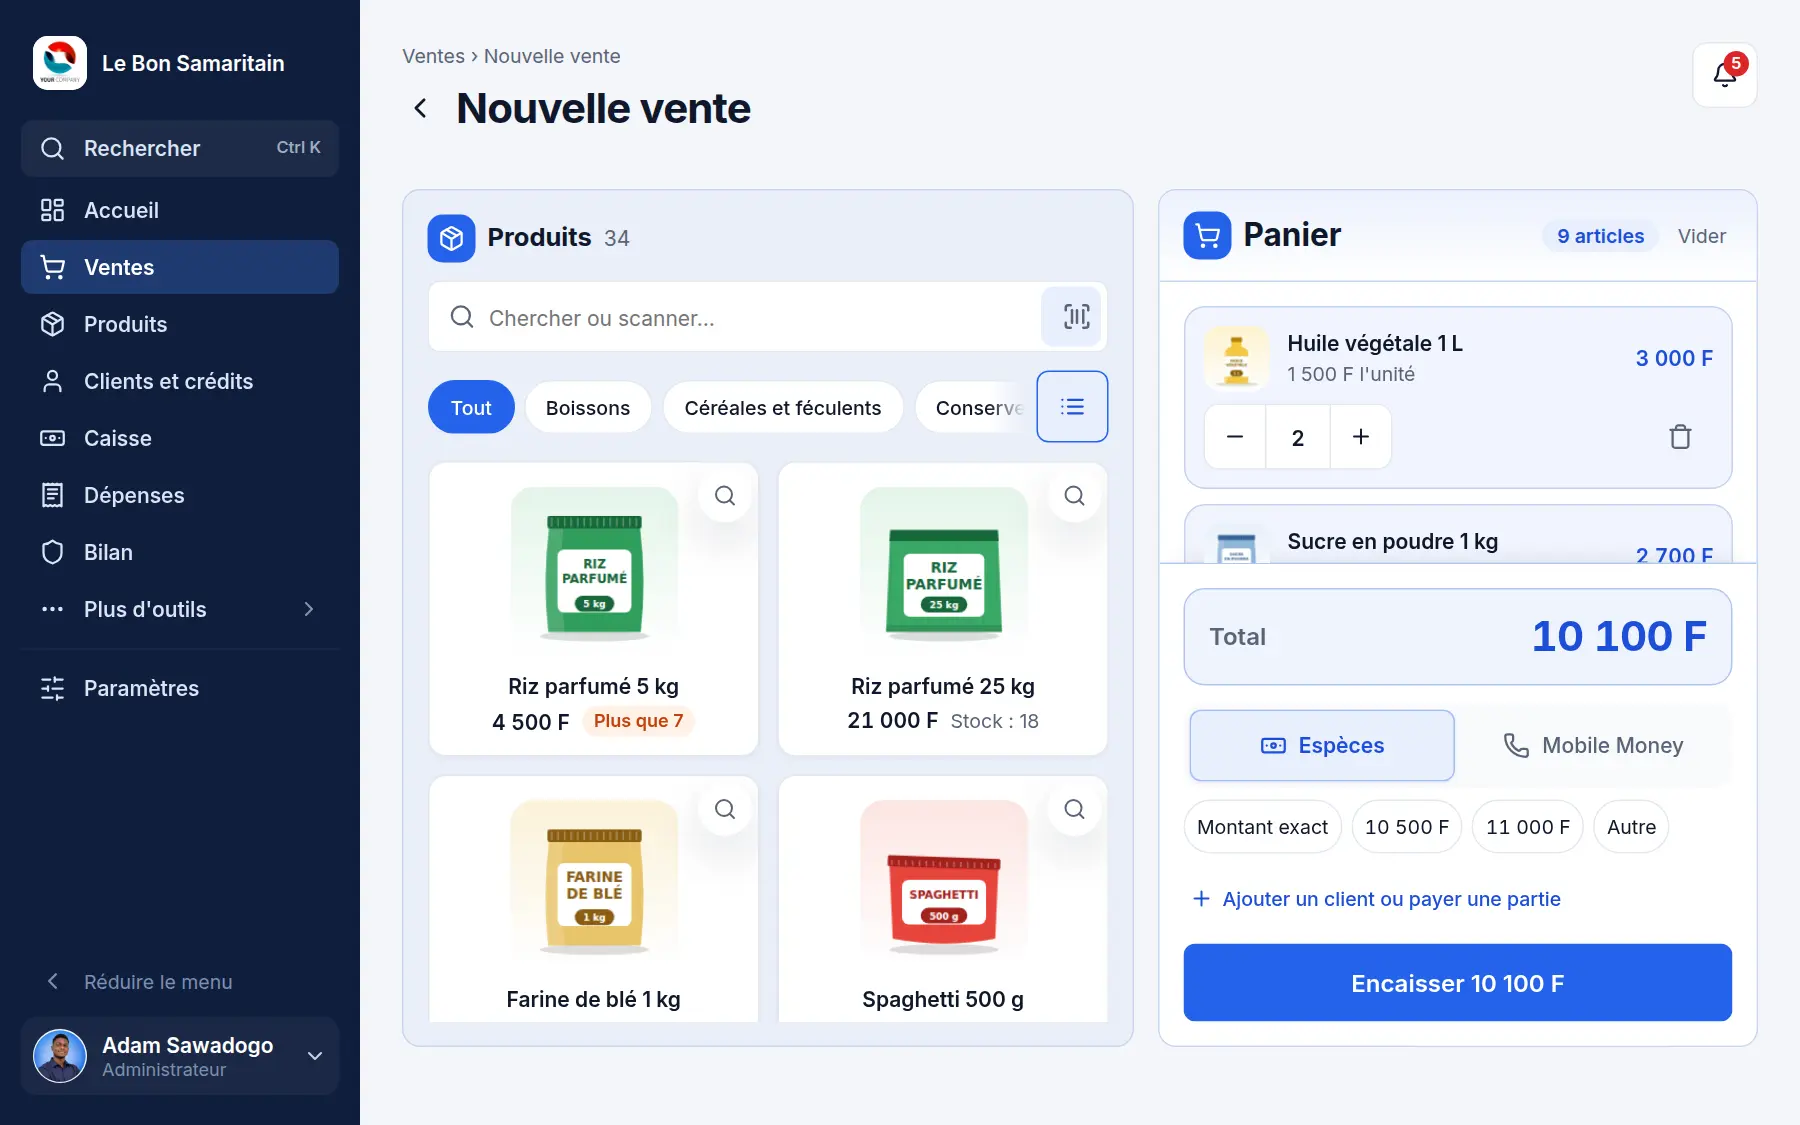 YOUR COMPANY
Le Bon Samaritain
Rechercher
Ctrl K
Accueil
Ventes
Produits
Clients et crédits
Caisse
Dépenses
Bilan
Plus d'outils
Paramètres
Réduire le menu
Adam Sawadogo
Administrateur
Ventes › Nouvelle vente
Nouvelle vente
5
Produits 34
Chercher ou scanner...
Tout
Boissons
Céréales et féculents
Conserve
RIZ
PARFUMÉ
5 kg
Riz parfumé 5 kg
4 500 F
Plus que 7
RIZ
PARFUMÉ
25 kg
Riz parfumé 25 kg
21 000 F
Stock : 18
FARINE
DE BLÉ
1 kg
Farine de blé 1 kg
SPAGHETTI
500 g
Spaghetti 500 g
Panier
9 articles
Vider
Huile végétale 1 L
1 500 F l'unité
3 000 F
2
Sucre en poudre 1 kg
2 700 F
Total
10 100 F
Espèces
Mobile Money
Montant exact
10 500 F
11 000 F
Autre
Ajouter un client ou payer une partie
Encaisser 10 100 F